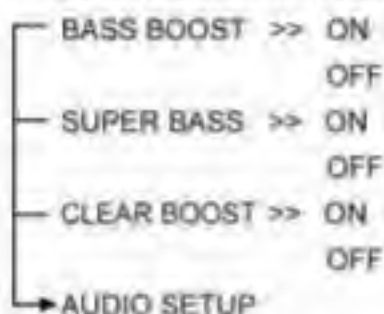 BASS BOOST >> ON
OFF
SUPER BASS >> ON
OFF
CLEAR BOOST >> ON
OFF
AUDIO SETUP